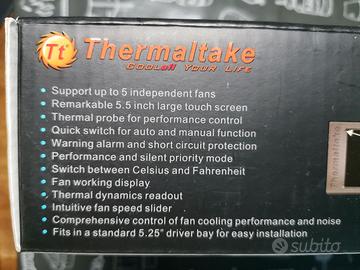 Tt Thermaltake
COOLall YOUR LIFE
• Support up to 5 independent fans
• Remarkable 5.5 inch large touch screen
• Thermal probe for performance control
• Quick switch for auto and manual function
• Warning alarm and short circuit protection
• Performance and silent priority mode
• Switch between Celsius and Fahrenheit
• Fan working display
• Thermal dynamics readout
• Intuitive fan speed slider
• Comprehensive control of fan cooling performance and noise
• Fits in a standard 5.25" driver bay for easy installation
Thermaltake
subito